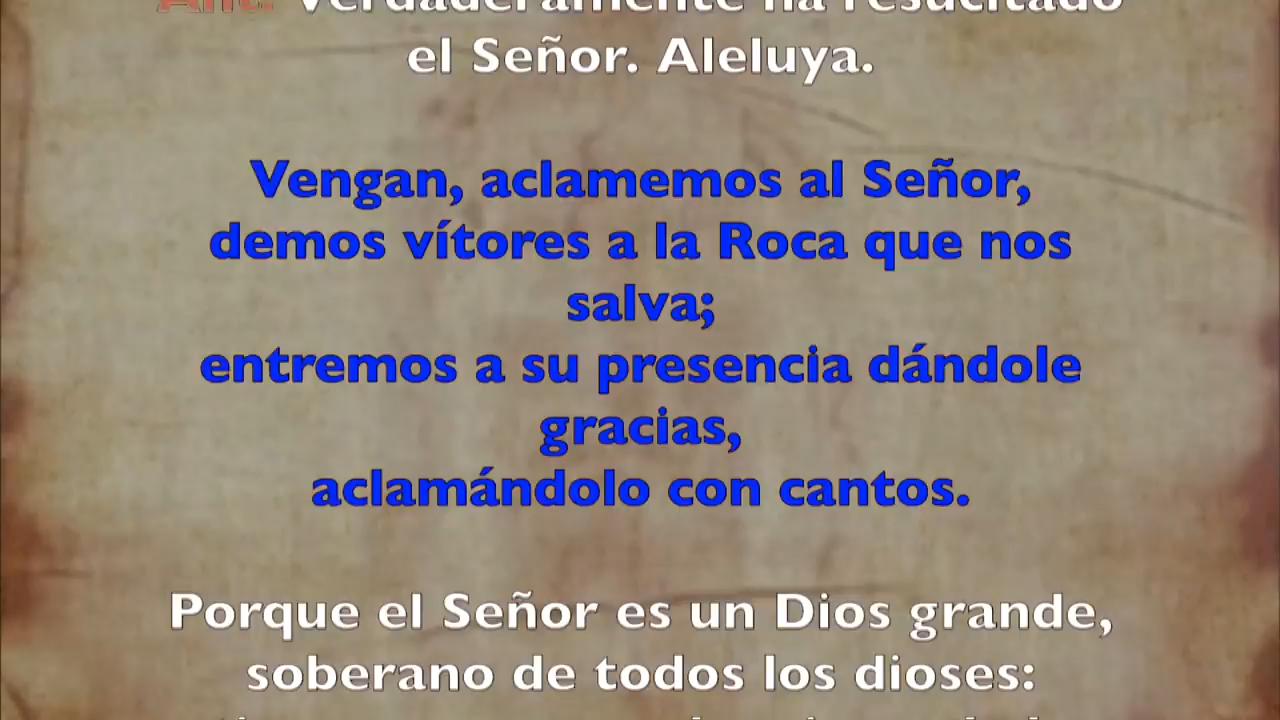 Ant. Verdaderamente ha resucitado
el Señor. Aleluya.
Vengan, aclamemos al Señor,
demos vítores a la Roca que nos
salva;
entremos a su presencia dándole
gracias,
aclamándolo con cantos.
Porque el Señor es un Dios grande,
soberano de todos los dioses: